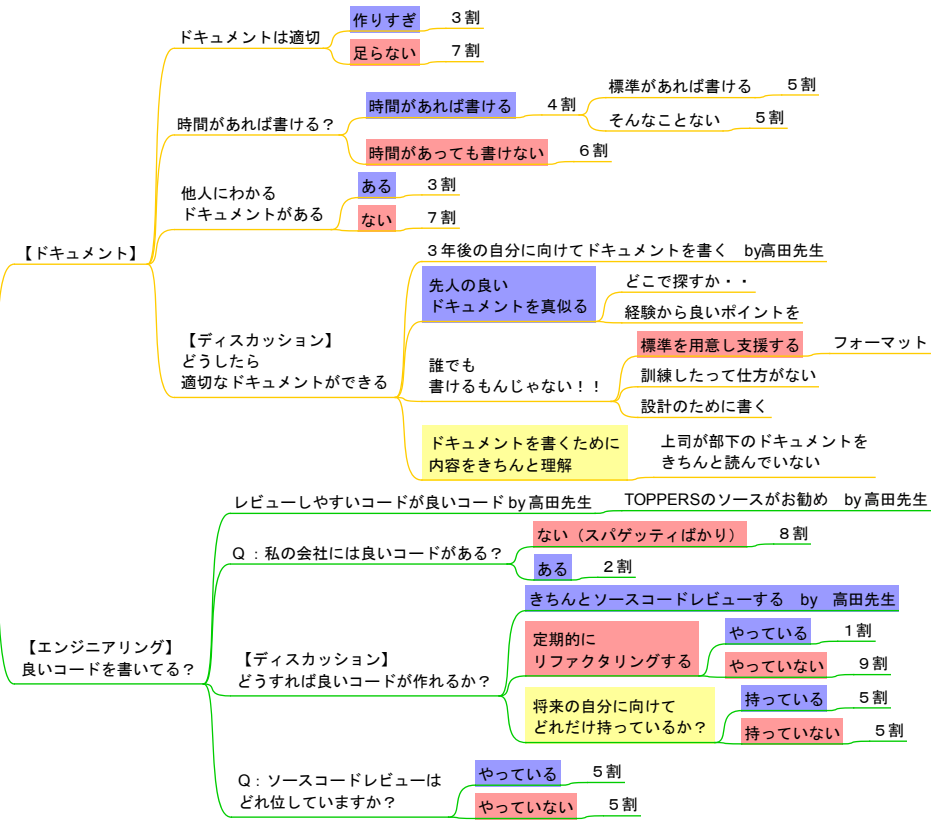 【ドキュメント】
ドキュメントは適切
作りすぎ
３割
足らない
７割
時間があれば書ける？
時間があれば書ける
４割
標準があれば書ける
５割
そんなことない
５割
時間があっても書けない
６割
他人にわかる
ドキュメントがある
ある
３割
ない
７割
【ディスカッション】
どうしたら
適切なドキュメントができる
３年後の自分に向けてドキュメントを書く　by高田先生
先人の良い
ドキュメントを真似る
どこで探すか・・
経験から良いポイントを
誰でも
書けるもんじゃない！！
標準を用意し支援する
フォーマット
訓練したって仕方がない
設計のために書く
ドキュメントを書くために
内容をきちんと理解
上司が部下のドキュメントを
きちんと読んでいない
【エンジニアリング】
良いコードを書いてる？
レビューしやすいコードが良いコード by 高田先生
TOPPERSのソースがお勧め　by 高田先生
Ｑ：私の会社には良いコードがある？
ない（スパゲッティばかり）
８割
ある
２割
【ディスカッション】
どうすれば良いコードが作れるか？
きちんとソースコードレビューする　by　高田先生
定期的に
リファクタリングする
やっている
１割
やっていない
９割
将来の自分に向けて
どれだけ持っているか？
持っている
５割
持っていない
５割
Ｑ：ソースコードレビューは
どれ位していますか？
やっている
５割
やっていない
５割